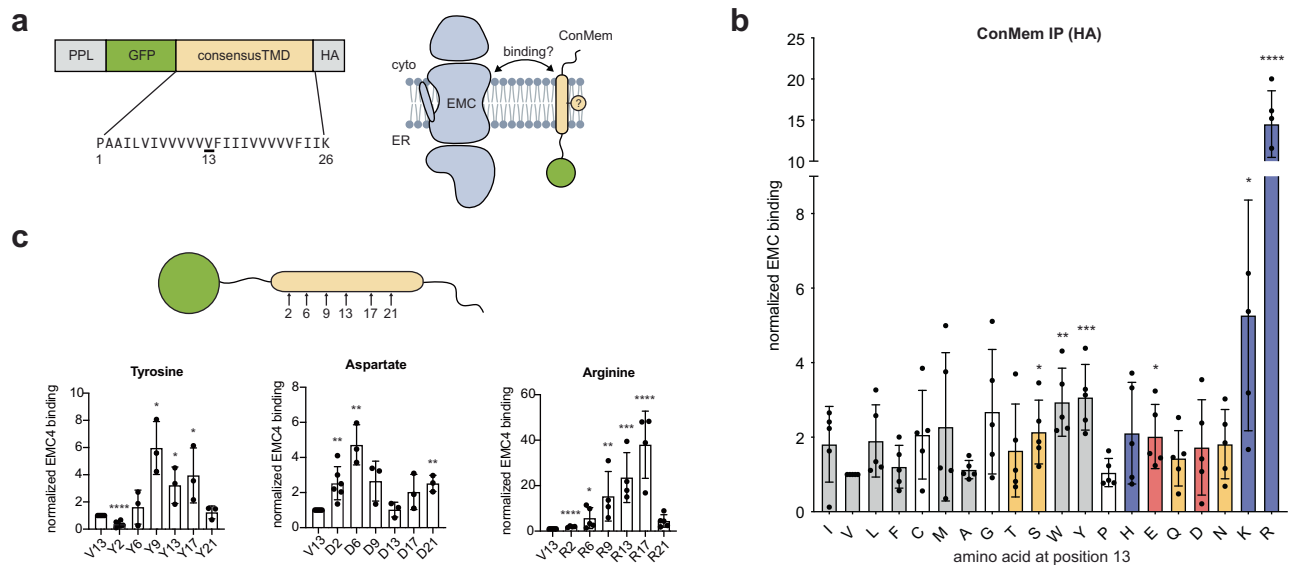 a
PPL GFP consensusTMD HA
PAAILVIVVVVVVFIIIVVVVVFIIK
1 13 26
cyto
ER
EMC
binding?
ConMem
?
b
ConMem IP (HA)
normalized EMC binding
25
20
15
10
8
6
4
2
0
* ** *** * * ****
I V L F C M A G T S W Y P H E Q D N K R
amino acid at position 13
c
2 6 9 13 17 21
Tyrosine
normalized EMC4 binding
10
8
6
4
2
0
**** * * *
V13 Y2 Y6 Y9 Y13 Y17 Y21
Aspartate
normalized EMC4 binding
8
6
4
2
0
** ** **
V13 D2 D6 D9 D13 D17 D21
Arginine
normalized EMC4 binding
60
40
20
0
**** * ** *** ****
V13 R2 R6 R9 R13 R17 R21